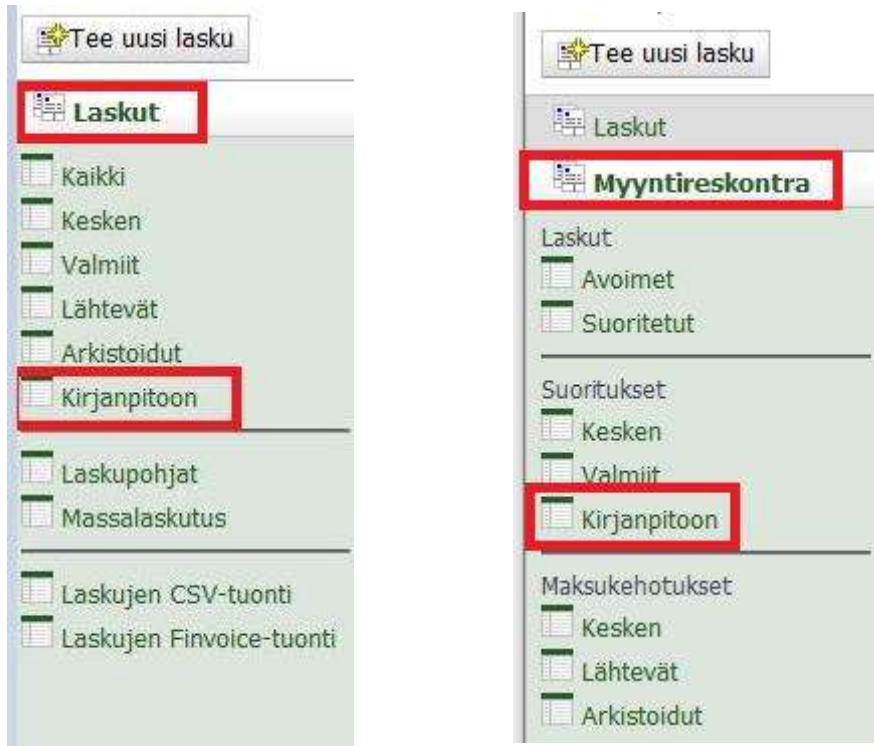 Tee uusi lasku
Laskut
Kaikki
Kesken
Valmiit
Lähtevät
Arkistoidut
Kirjanpitoon
Laskupohjat
Massalaskutus
Laskujen CSV-tuonti
Laskujen Finvoice-tuonti
Tee uusi lasku
Laskut
Myyntireskontra
Laskut
Avoimet
Suoritetut
Suoritukset
Kesken
Valmiit
Kirjanpitoon
Maksukehotukset
Kesken
Lähtevät
Arkistoidut